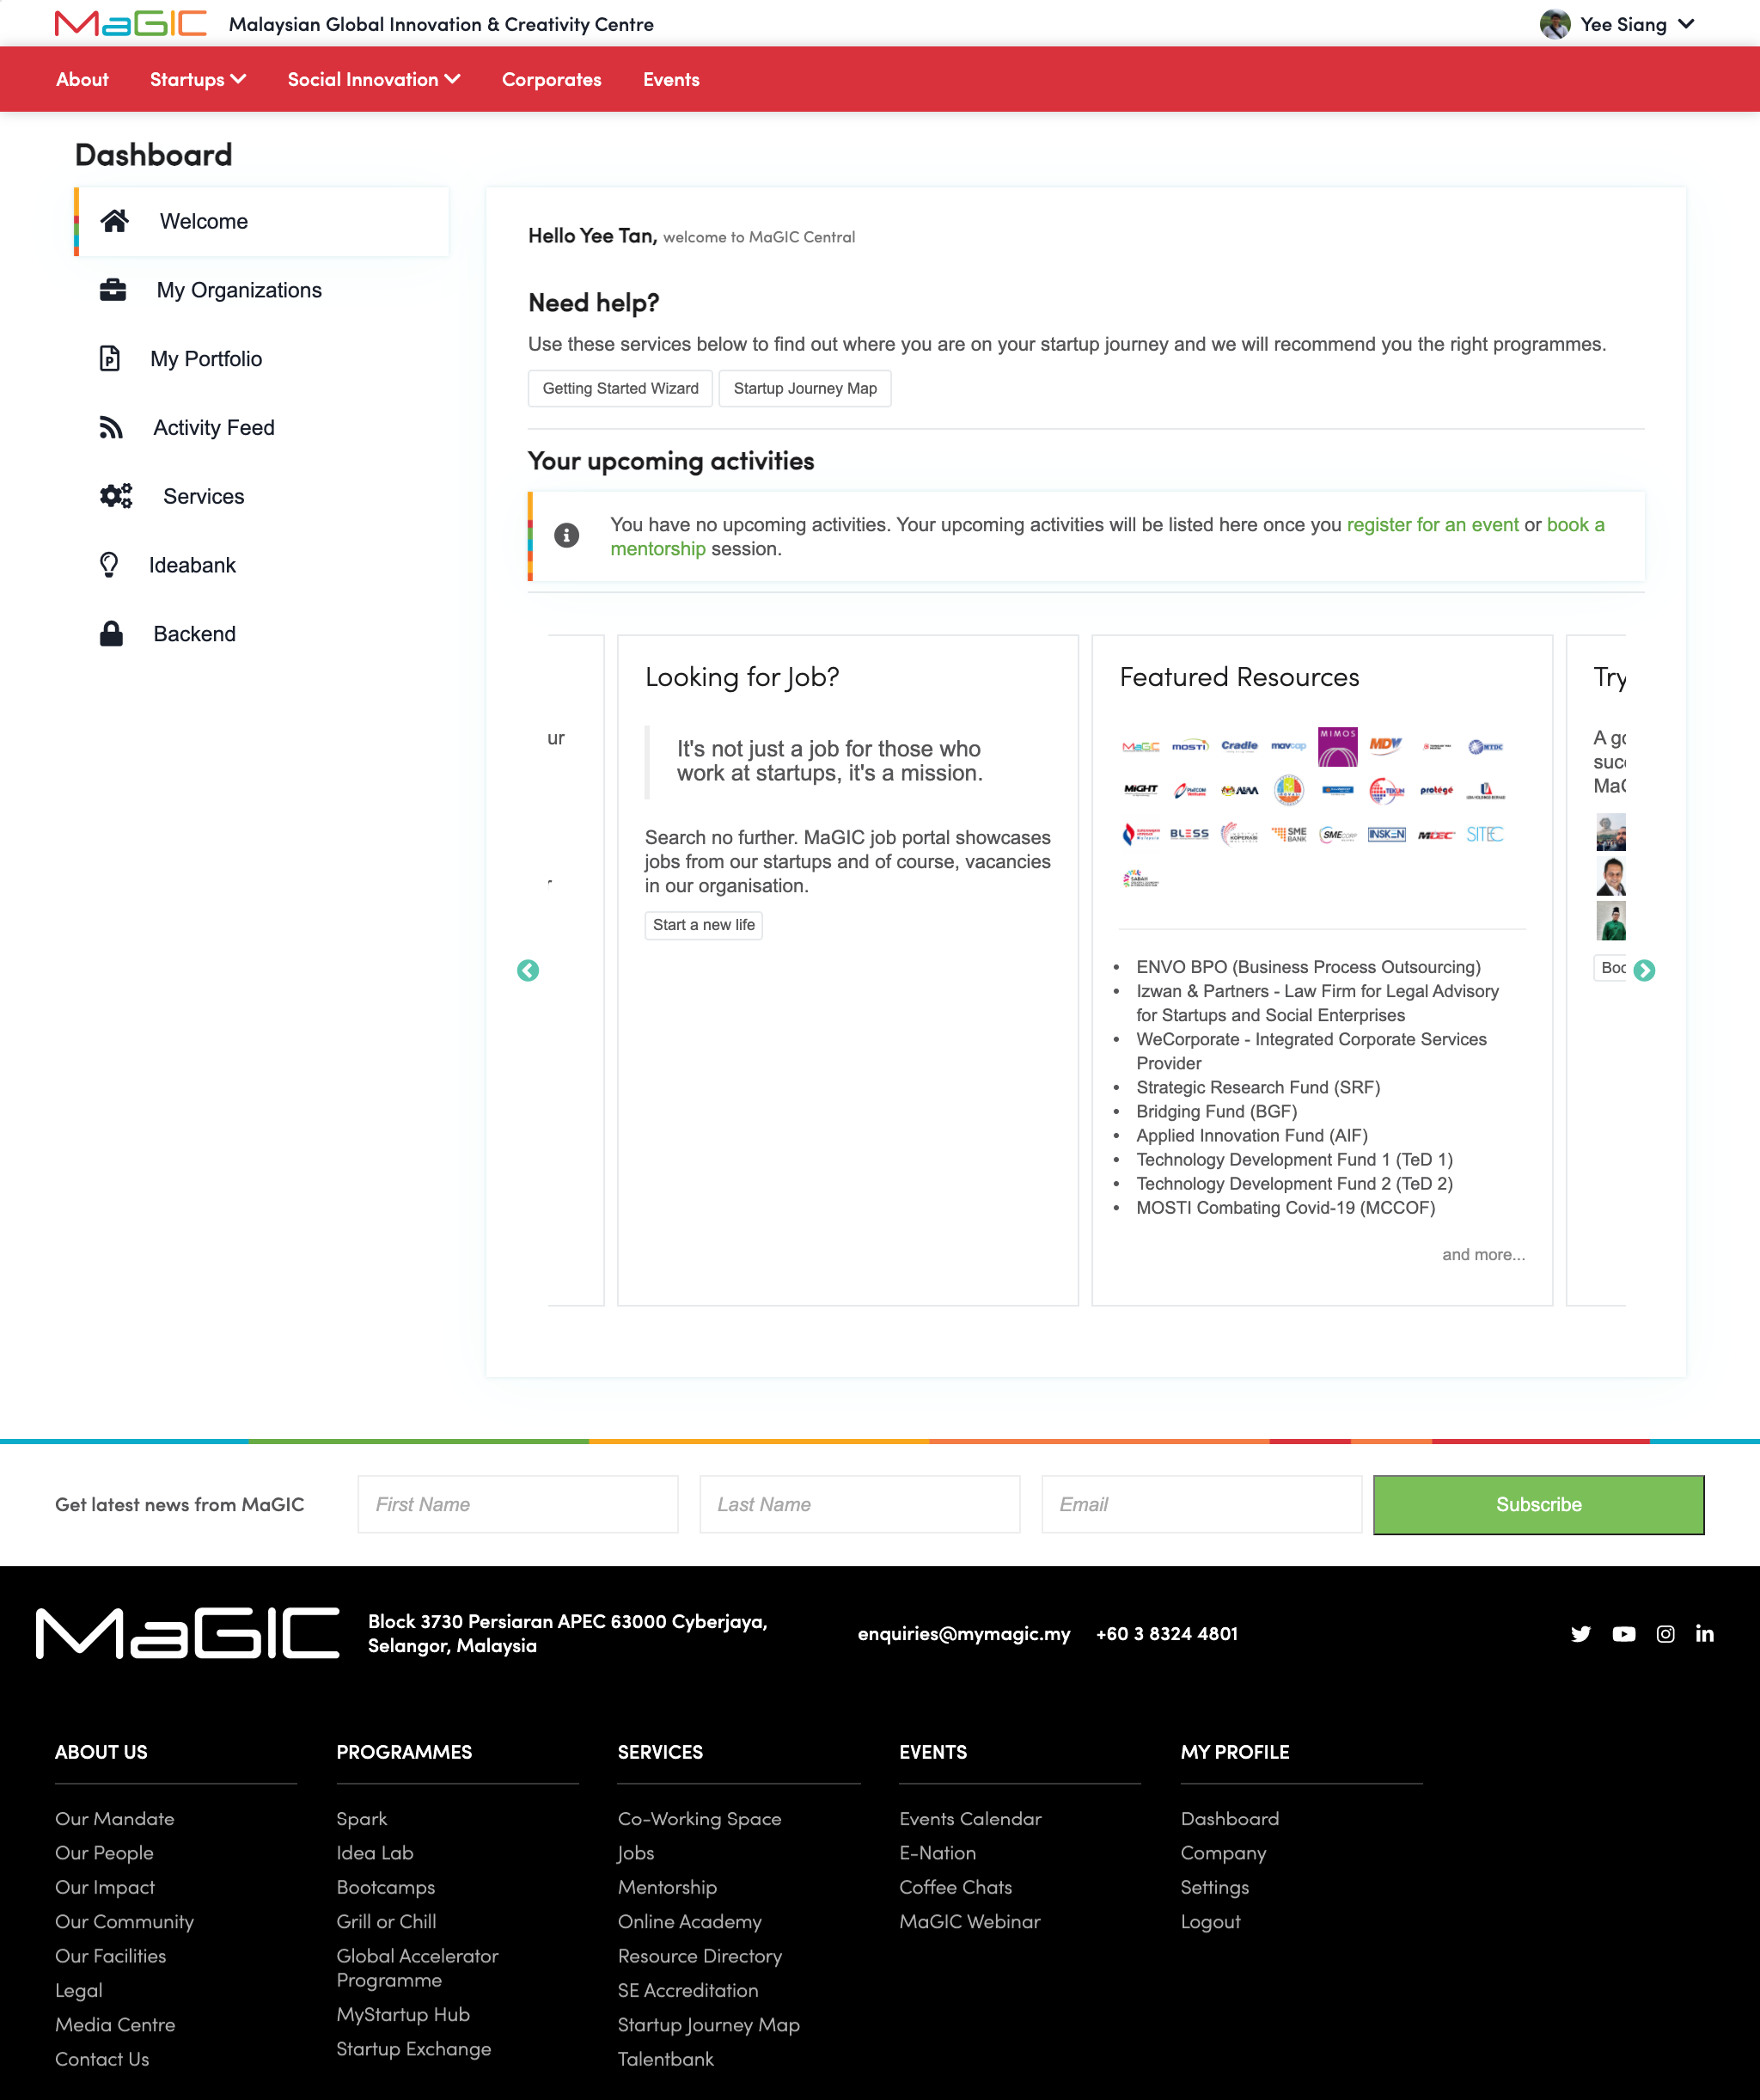 MaGIC Malaysian Global Innovation & Creativity Centre
Yee Siang
About
Startups
Social Innovation
Corporates
Events
Dashboard
Welcome
My Organizations
My Portfolio
Activity Feed
Services
Ideabank
Backend
Hello Yee Tan, welcome to MaGIC Central
Need help?
Use these services below to find out where you are on your startup journey and we will recommend you the right programmes.
Getting Started Wizard
Startup Journey Map
Your upcoming activities
You have no upcoming activities. Your upcoming activities will be listed here once you register for an event or book a
mentorship session.
ur
Looking for Job?
It's not just a job for those who
work at startups, it's a mission.
Search no further. MaGIC job portal showcases
jobs from our startups and of course, vacancies
in our organisation.
Start a new life
Featured Resources
MaGIC MOSTI Cradle mavcap MIMOS MDV MTDC
MIGHT AIM TEKUN protégé
BLESS KOPERASI SME BANK SME CORP INSKEN MDEC SITEC
SABAH
ENVO BPO (Business Process Outsourcing)
Izwan & Partners - Law Firm for Legal Advisory
for Startups and Social Enterprises
WeCorporate - Integrated Corporate Services
Provider
Strategic Research Fund (SRF)
Bridging Fund (BGF)
Applied Innovation Fund (AIF)
Technology Development Fund 1 (TeD 1)
Technology Development Fund 2 (TeD 2)
MOSTI Combating Covid-19 (MCCOF)
and more...
Try
A go
suc
MaG
Boo
Get latest news from MaGIC
First Name
Last Name
Email
Subscribe
MaGIC
Block 3730 Persiaran APEC 63000 Cyberjaya,
Selangor, Malaysia
enquiries@mymagic.my
+60 3 8324 4801
ABOUT US
Our Mandate
Our People
Our Impact
Our Community
Our Facilities
Legal
Media Centre
Contact Us
PROGRAMMES
Spark
Idea Lab
Bootcamps
Grill or Chill
Global Accelerator
Programme
MyStartup Hub
Startup Exchange
SERVICES
Co-Working Space
Jobs
Mentorship
Online Academy
Resource Directory
SE Accreditation
Startup Journey Map
Talentbank
EVENTS
Events Calendar
E-Nation
Coffee Chats
MaGIC Webinar
MY PROFILE
Dashboard
Company
Settings
Logout